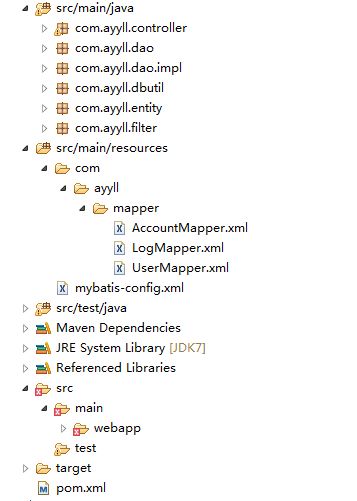 src/main/java
com.ayyll.controller
com.ayyll.dao
com.ayyll.dao.impl
com.ayyll.dbutil
com.ayyll.entity
com.ayyll.filter
src/main/resources
com
ayyll
mapper
AccountMapper.xml
LogMapper.xml
UserMapper.xml
mybatis-config.xml
src/test/java
Maven Dependencies
JRE System Library [JDK7]
Referenced Libraries
src
main
webapp
test
target
pom.xml